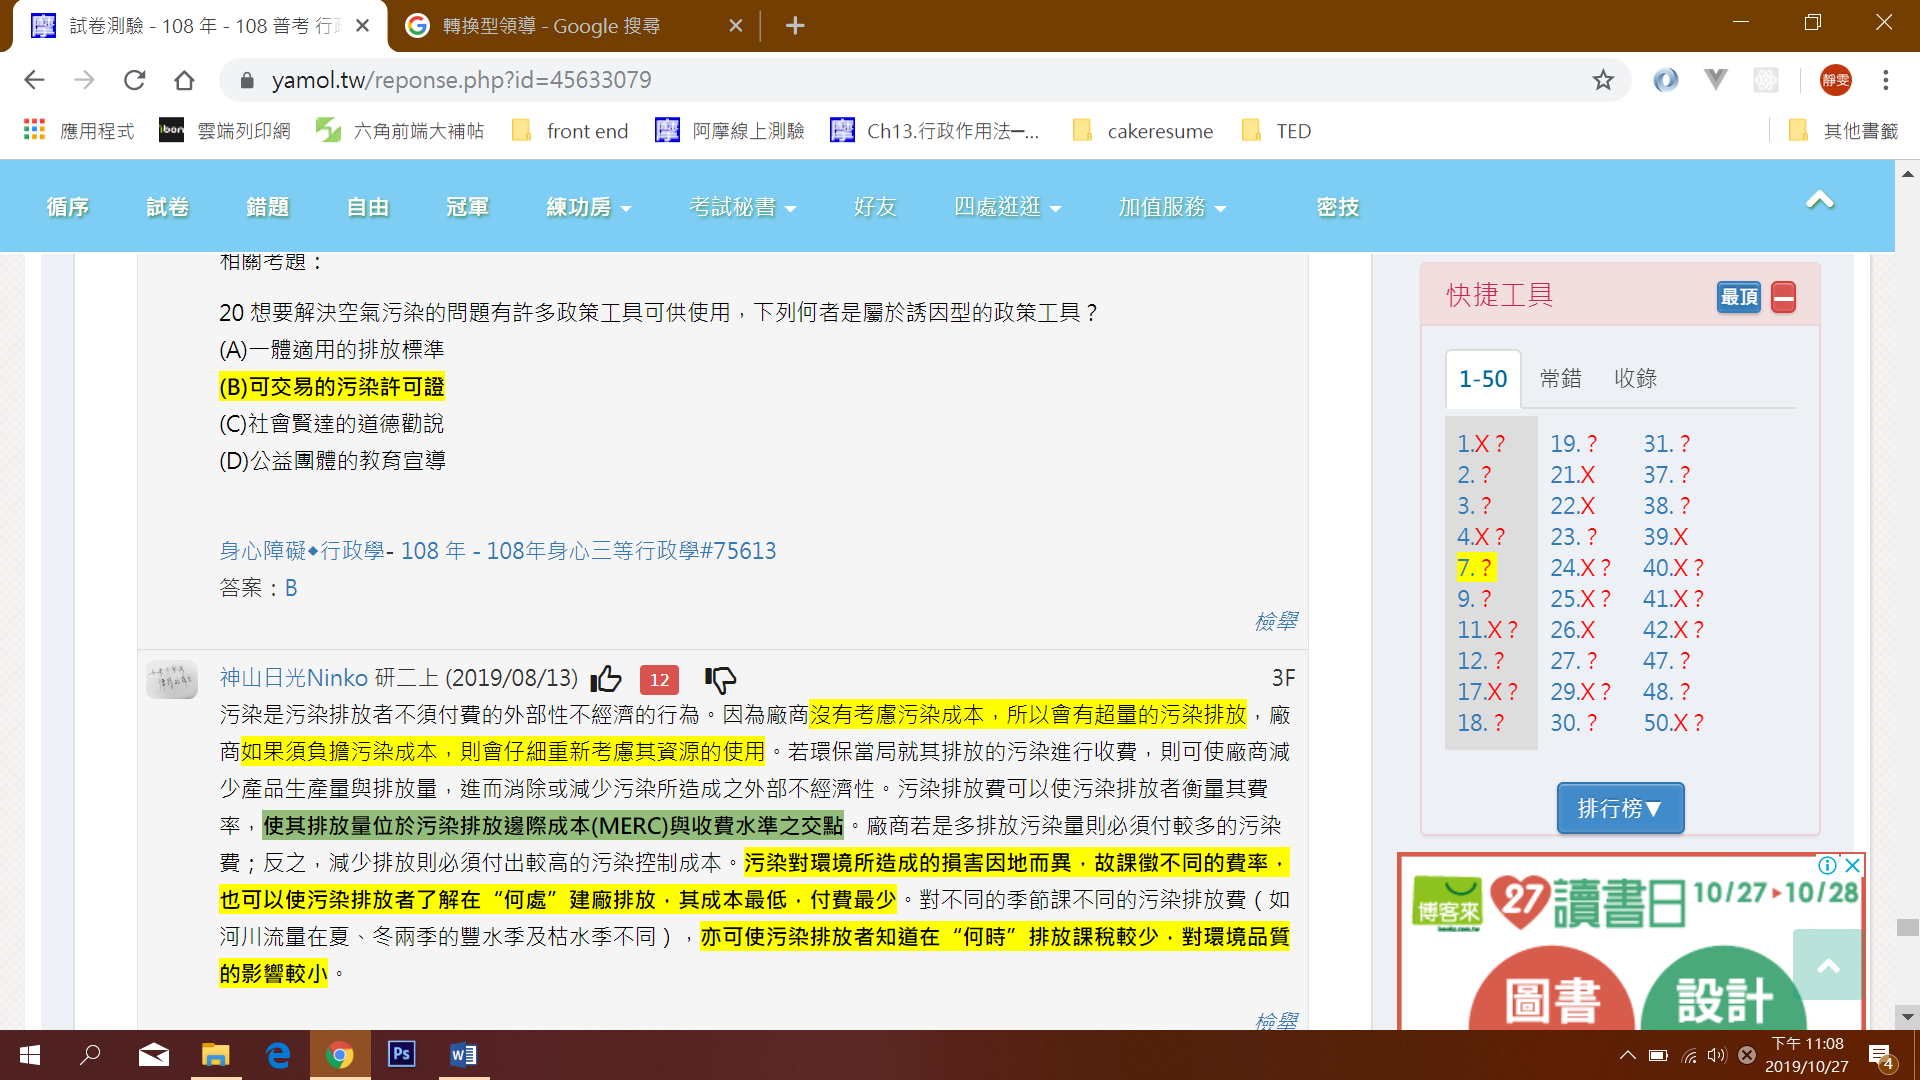 試卷測驗 - 108 年 - 108 普考 行政
轉換型領導 - Google 搜尋
yamol.tw/reponse.php?id=45633079
靜雯
應用程式
ibon 雲端列印網
六角前端大補帖
front end
摩 阿摩線上測驗
摩 Ch13.行政作用法─...
cakeresume
TED
其他書籤
循序 試卷 錯題 自由 冠軍 練功房 考試秘書 好友 四處逛逛 加值服務 密技
相關考題：
20 想要解決空氣污染的問題有許多政策工具可供使用，下列何者是屬於誘因型的政策工具？
(A)一體適用的排放標準
(B)可交易的污染許可證
(C)社會賢達的道德勸說
(D)公益團體的教育宣導
身心障礙◆行政學- 108 年 - 108年身心三等行政學#75613
答案：B
檢舉
神山日光Ninko 研二上 (2019/08/13) 12 3F
污染是污染排放者不須付費的外部性不經濟的行為。因為廠商沒有考慮污染成本，所以會有超量的污染排放，廠
商如果須負擔污染成本，則會仔細重新考慮其資源的使用。若環保當局就其排放的污染進行收費，則可使廠商減
少產品生產量與排放量，進而消除或減少污染所造成之外部不經濟性。污染排放費可以使污染排放者衡量其費
率，使其排放量位於污染排放邊際成本(MERC)與收費水準之交點。廠商若是多排放污染量則必須付較多的污染
費；反之，減少排放則必須付出較高的污染控制成本。污染對環境所造成的損害因地而異，故課徵不同的費率，
也可以使污染排放者了解在“何處”建廠排放，其成本最低，付費最少。對不同的季節課不同的污染排放費（如
河川流量在夏、冬兩季的豐水季及枯水季不同），亦可使污染排放者知道在“何時”排放課稅較少，對環境品質
的影響較小。
檢舉
快捷工具 最頂
1-50 常錯 收錄
1.X？ 19.？ 31.？
2.？ 21.X 37.？
3.？ 22.X 38.？
4.X？ 23.？ 39.X
7.？ 24.X？ 40.X？
9.？ 25.X？ 41.X？
11.X？ 26.X 42.X？
12.？ 27.？ 47.？
17.X？ 29.X？ 48.？
18.？ 30.？ 50.X？
排行榜▼
博客來 books.com.tw 27 讀書日 10/27 ▸ 10/28
圖書 設計
下午 11:08
2019/10/27
4